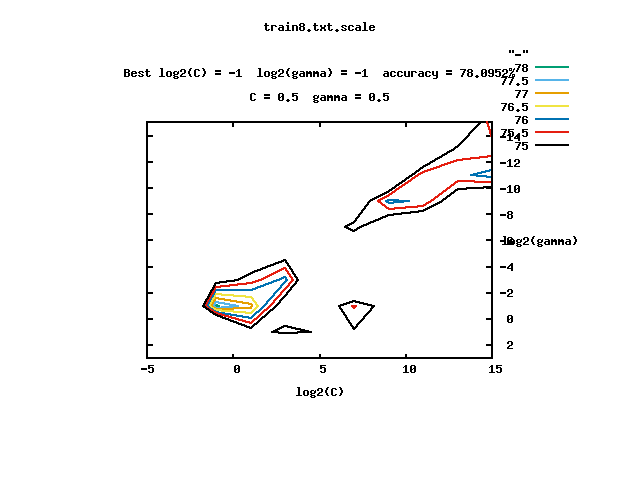 train8.txt.scale
"-"
Best log2(C) = -1  log2(gamma) = -1  accuracy = 78.0952%
78
77.5
77
C = 0.5  gamma = 0.5
76.5
76
75.5
-14
75
-12
-10
-8
-6
log2(gamma)
-4
-2
0
2
-5 0 5 10 15
log2(C)